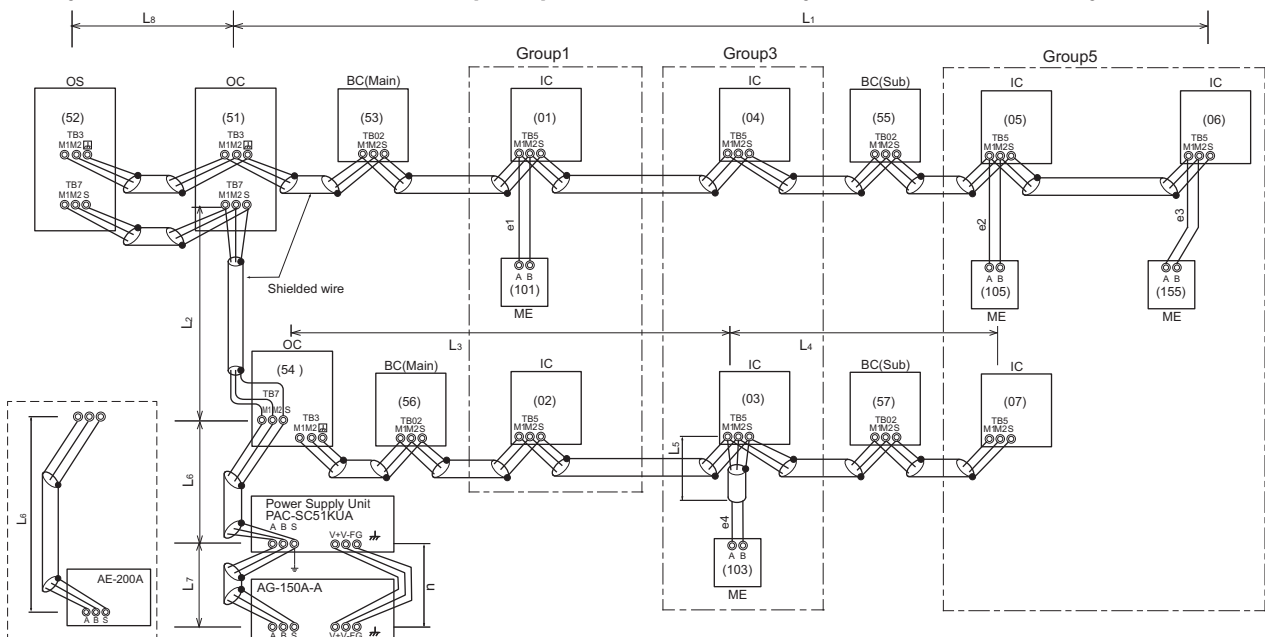 L8
L1
Group1
Group3
Group5
OS
OC
BC(Main)
IC
IC
BC(Sub)
IC
IC
(52)
(51)
(53)
(01)
(04)
(55)
(05)
(06)
TB3
M1M2
TB3
M1M2
TB02
M1M2S
TB5
M1M2S
TB5
M1M2S
TB02
M1M2S
TB5
M1M2S
TB5
M1M2S
TB7
M1M2 S
TB7
M1M2 S
e1
e2
e3
Shielded wire
A B
(101)
ME
A B
(105)
ME
A B
(155)
ME
L2
L3
L4
OC
BC(Main)
IC
IC
BC(Sub)
IC
(54 )
(56)
(02)
(03)
(57)
(07)
TB7
M1M2 S
TB3
M1M2
TB02
M1M2S
TB5
M1M2S
TB5
M1M2S
TB02
M1M2S
TB5
M1M2S
L5
L6
L6
e4
Power Supply Unit
PAC-SC51KUA
A B S
V+V-FG
A B
(103)
ME
L7
n
AE-200A
A B S
AG-150A-A
A B S
V+V-FG